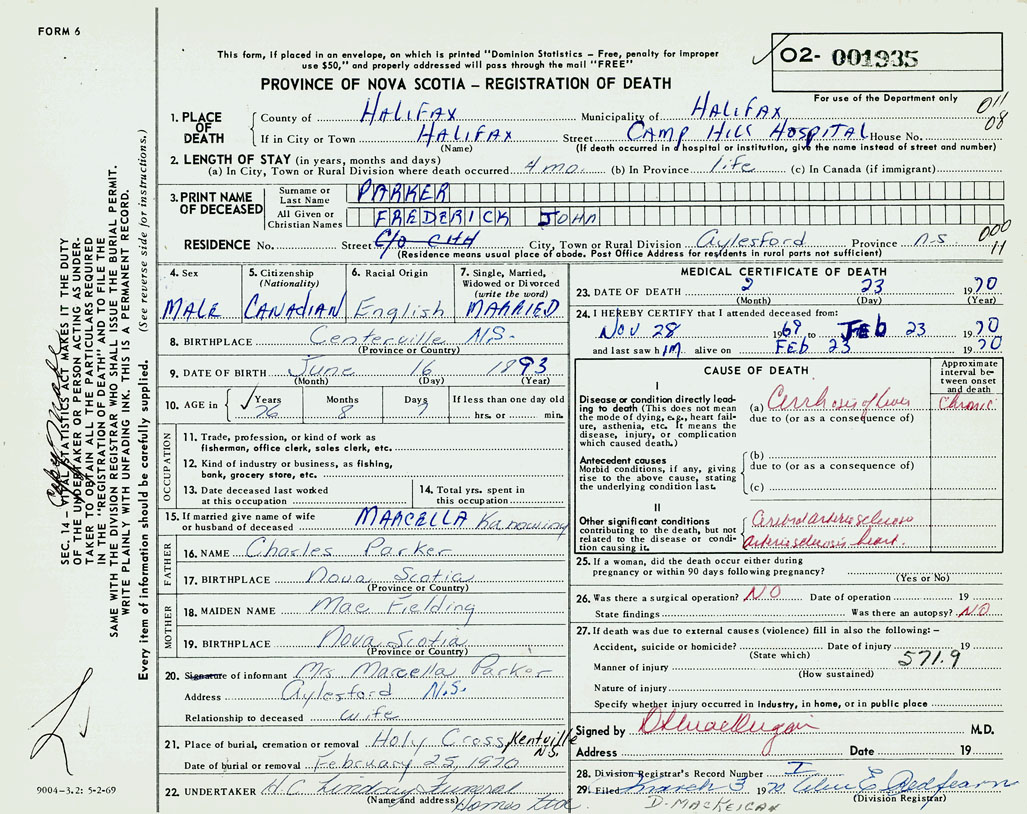 FORM 6
This form, if placed in an envelope, on which is printed "Dominion Statistics – Free, penalty for improper
use $50," and properly addressed will pass through the mail "FREE"
02- 001935
PROVINCE OF NOVA SCOTIA – REGISTRATION OF DEATH
For use of the Department only
011
08
1. PLACE OF DEATH
County of HALIFAX Municipality of HALIFAX
If in City or Town HALIFAX Street CAMP HILL HOSPITAL House No.
(Name) (If death occurred in a hospital or institution, give the name instead of street and number)
2. LENGTH OF STAY (in years, months and days)
(a) In City, Town or Rural Division where death occurred 4 mo. (b) In Province life (c) In Canada (if immigrant)
3. PRINT NAME OF DECEASED
Surname or Last Name PARKER
All Given or Christian Names FREDERICK JOHN
000
11
RESIDENCE No. Street C/O CHH City, Town or Rural Division Aylesford Province N-S
(Residence means usual place of abode. Post Office Address for residents in rural parts not sufficient)
4. Sex
MALE
5. Citizenship
(Nationality)
CANADIAN
6. Racial Origin
English
7. Single, Married,
Widowed or Divorced
(write the word)
MARRIED
8. BIRTHPLACE Centerville N.S.
(Province or Country)
9. DATE OF BIRTH June 16 1893
(Month) (Day) (Year)
10. AGE in Years Months Days If less than one day old
76 8 7 hrs. or min.
OCCUPATION
11. Trade, profession, or kind of work as
fisherman, office clerk, sales clerk, etc.
12. Kind of industry or business, as fishing,
bank, grocery store, etc.
13. Date deceased last worked
at this occupation
14. Total yrs. spent in
this occupation
15. If married give name of wife
or husband of deceased MARCELLA
FATHER
16. NAME Charles Parker
17. BIRTHPLACE Nova Scotia
(Province or Country)
MOTHER
18. MAIDEN NAME Mae Fielding
19. BIRTHPLACE Nova Scotia
(Province or Country)
20. Signature of informant Mrs Marcella Parker
Address Aylesford N.S.
Relationship to deceased wife
21. Place of burial, cremation or removal Holy Cross Kentville N.S.
Date of burial or removal February 25, 1970
22. UNDERTAKER H.C. Lindsay Funeral
(Name and address) Homes Ltd.
MEDICAL CERTIFICATE OF DEATH
23. DATE OF DEATH 2 23 1970
(Month) (Day) (Year)
24. I HEREBY CERTIFY that I attended deceased from:
Nov 28 1969 to FEB 23 1970
and last saw him alive on FEB 23 1970
CAUSE OF DEATH
Approximate
interval be-
tween onset
and death
I
Disease or condition directly lead-
ing to death (This does not mean
the mode of dying, e.g., heart fail-
ure, asthenia, etc. It means the
disease, injury, or complication
which caused death.)
(a) Cirrhosis of liver Chronic
due to (or as a consequence of)
Antecedent causes
Morbid conditions, if any, giving
rise to the above cause, stating
the underlying condition last.
(b)
due to (or as a consequence of)
(c)
II
Other significant conditions
contributing to the death, but not
related to the disease or condi-
tion causing it.
Cerebral arteriosclerosis
arteriosclerosis heart.
25. If a woman, did the death occur either during
pregnancy or within 90 days following pregnancy?
(Yes or No)
26. Was there a surgical operation? NO Date of operation 19
State findings Was there an autopsy? NO
27. If death was due to external causes (violence) fill in also the following: –
Accident, suicide or homicide? Date of injury 19
(State which) 571.9
Manner of injury
(How sustained)
Nature of injury
Specify whether injury occurred in industry, in home, or in public place
Signed by M.D.
Address Date 19
28. Division Registrar's Record Number I
29. Filed March 3 1970 E Redfearn
D. MacKeigan (Division Registrar)
SEC. 14 – VITAL STATISTICS ACT MAKES IT THE DUTY
OF THE UNDERTAKER OR PERSON ACTING AS UNDER-
TAKER TO OBTAIN ALL THE PARTICULARS REQUIRED
IN THE "REGISTRATION OF DEATH" AND TO FILE THE
SAME WITH THE DIVISION REGISTRAR WHO SHALL ISSUE THE BURIAL PERMIT.
WRITE PLAINLY WITH UNFADING INK. THIS IS A PERMANENT RECORD.
Every item of information should be carefully supplied. (See reverse side for instructions.)
9004-3.2: 5-2-69